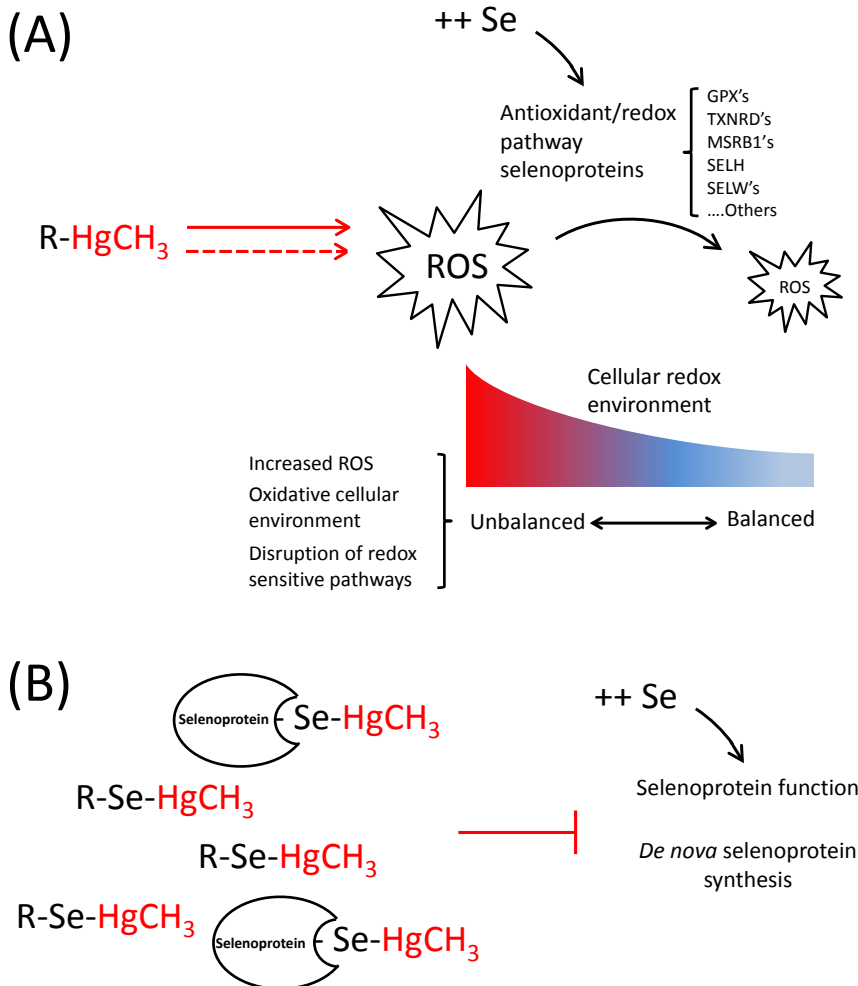 (A)
++ Se
Antioxidant/redox
pathway
selenoproteins
GPX's
TXNRD's
MSRB1's
SELH
SELW's
....Others
R-HgCH₃
ROS
ROS
Cellular redox
environment
Increased ROS
Oxidative cellular
environment
Disruption of redox
sensitive pathways
Unbalanced
Balanced
(B)
Selenoprotein - Se-HgCH₃
R-Se-HgCH₃
R-Se-HgCH₃
R-Se-HgCH₃
Selenoprotein - Se-HgCH₃
++ Se
Selenoprotein function
De nova selenoprotein
synthesis